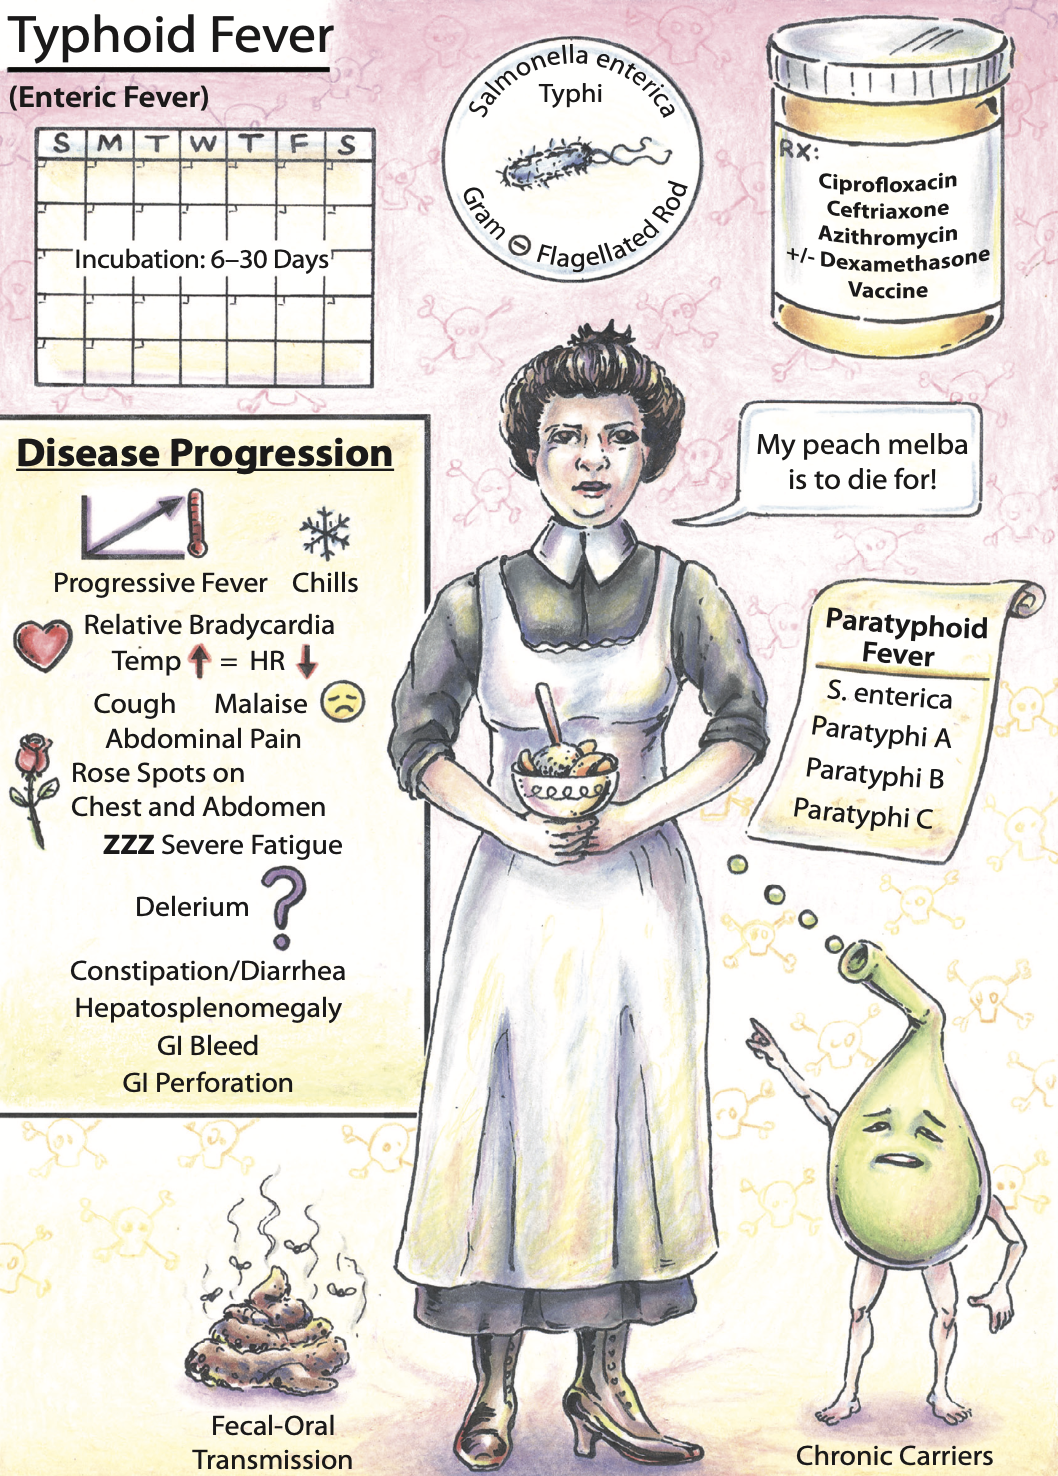 Typhoid Fever
(Enteric Fever)
S M T W T F S
Incubation: 6–30 Days
Salmonella enterica
Typhi
Gram ⊖ Flagellated Rod
RX:
Ciprofloxacin
Ceftriaxone
Azithromycin
+/- Dexamethasone
Vaccine
My peach melba
is to die for!
Disease Progression
Progressive Fever Chills
Relative Bradycardia
Temp ↑ = HR ↓
Cough Malaise
Abdominal Pain
Rose Spots on
Chest and Abdomen
ZZZ Severe Fatigue
Delerium ?
Constipation/Diarrhea
Hepatosplenomegaly
GI Bleed
GI Perforation
Paratyphoid
Fever
S. enterica
Paratyphi A
Paratyphi B
Paratyphi C
Fecal-Oral
Transmission
Chronic Carriers